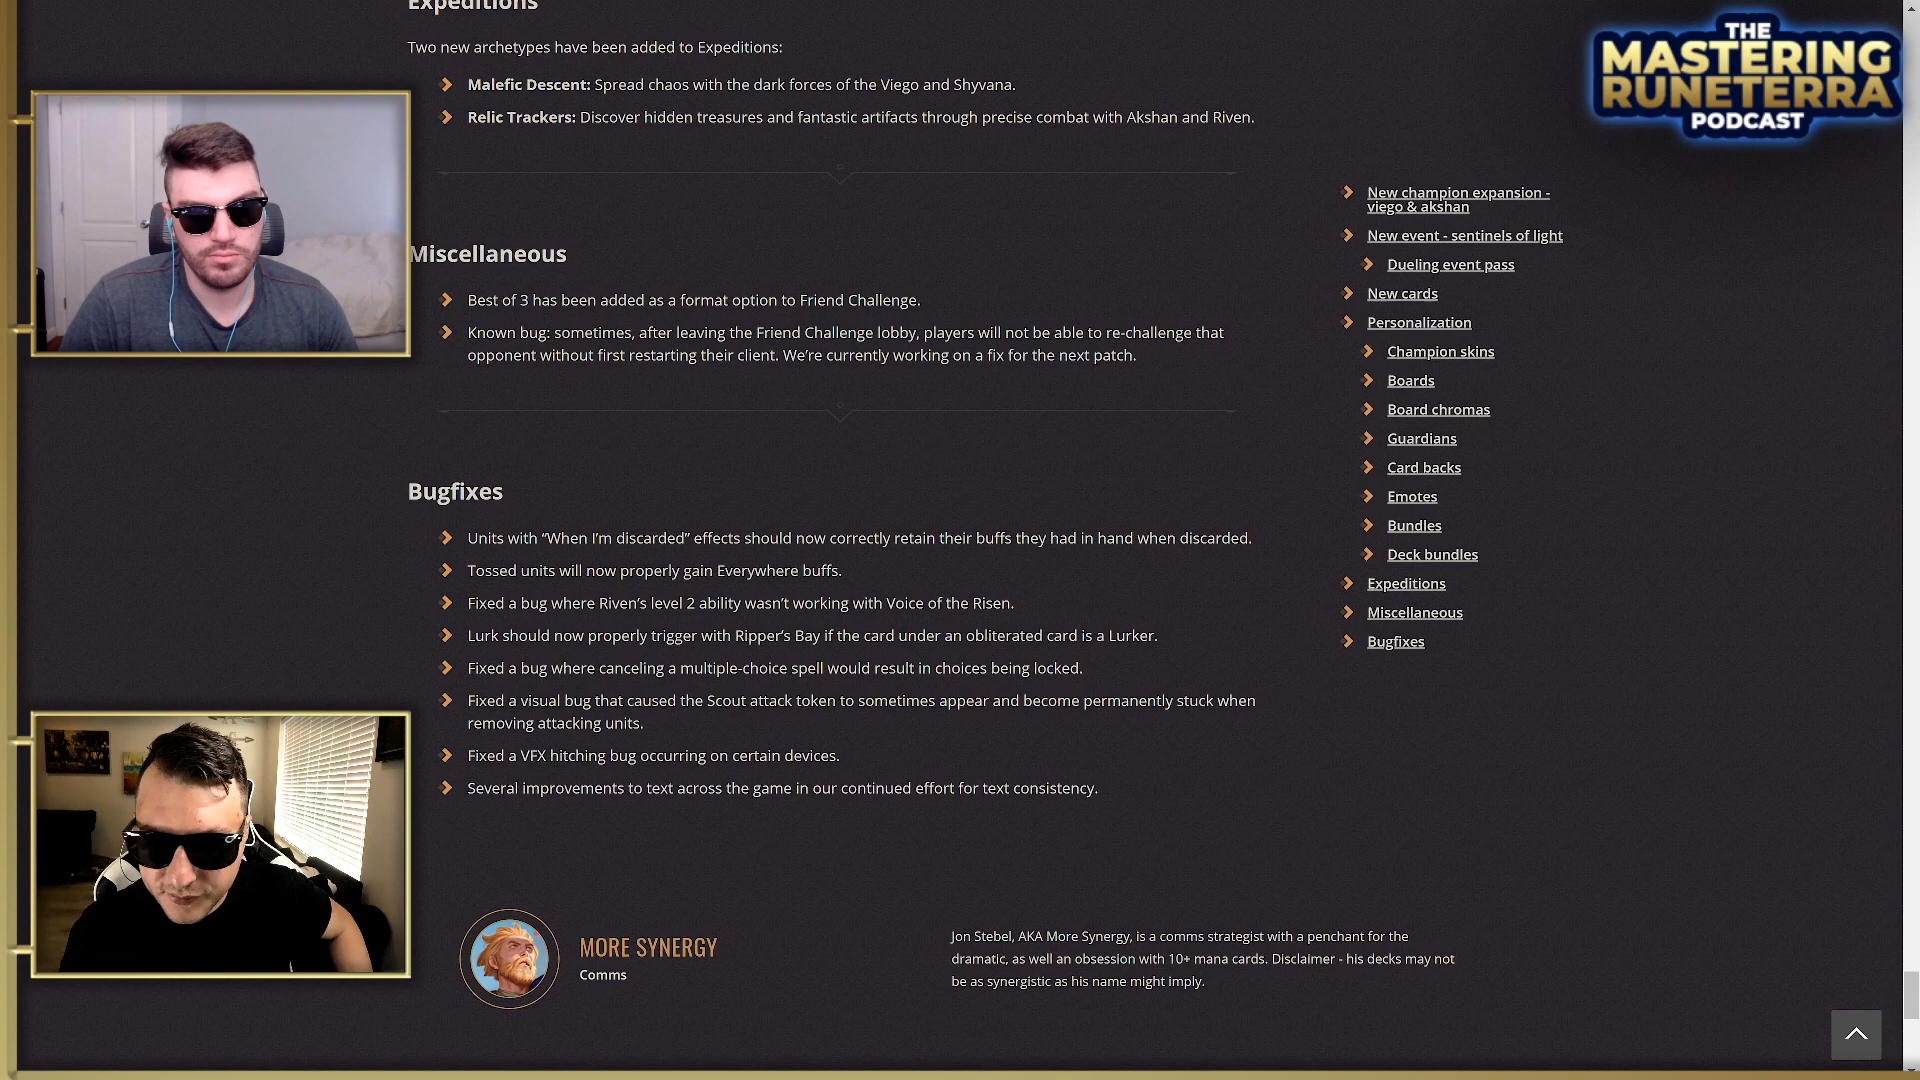 Expeditions
Two new archetypes have been added to Expeditions:
Malefic Descent: Spread chaos with the dark forces of the Viego and Shyvana.
Relic Trackers: Discover hidden treasures and fantastic artifacts through precise combat with Akshan and Riven.
Miscellaneous
Best of 3 has been added as a format option to Friend Challenge.
Known bug: sometimes, after leaving the Friend Challenge lobby, players will not be able to re-challenge that
opponent without first restarting their client. We’re currently working on a fix for the next patch.
Bugfixes
Units with “When I’m discarded” effects should now correctly retain their buffs they had in hand when discarded.
Tossed units will now properly gain Everywhere buffs.
Fixed a bug where Riven’s level 2 ability wasn’t working with Voice of the Risen.
Lurk should now properly trigger with Ripper’s Bay if the card under an obliterated card is a Lurker.
Fixed a bug where canceling a multiple-choice spell would result in choices being locked.
Fixed a visual bug that caused the Scout attack token to sometimes appear and become permanently stuck when
removing attacking units.
Fixed a VFX hitching bug occurring on certain devices.
Several improvements to text across the game in our continued effort for text consistency.
MORE SYNERGY
Comms
Jon Stebel, AKA More Synergy, is a comms strategist with a penchant for the
dramatic, as well an obsession with 10+ mana cards. Disclaimer - his decks may not
be as synergistic as his name might imply.
THE
MASTERING
RUNETERRA
PODCAST
New champion expansion -
viego & akshan
New event - sentinels of light
Dueling event pass
New cards
Personalization
Champion skins
Boards
Board chromas
Guardians
Card backs
Emotes
Bundles
Deck bundles
Expeditions
Miscellaneous
Bugfixes